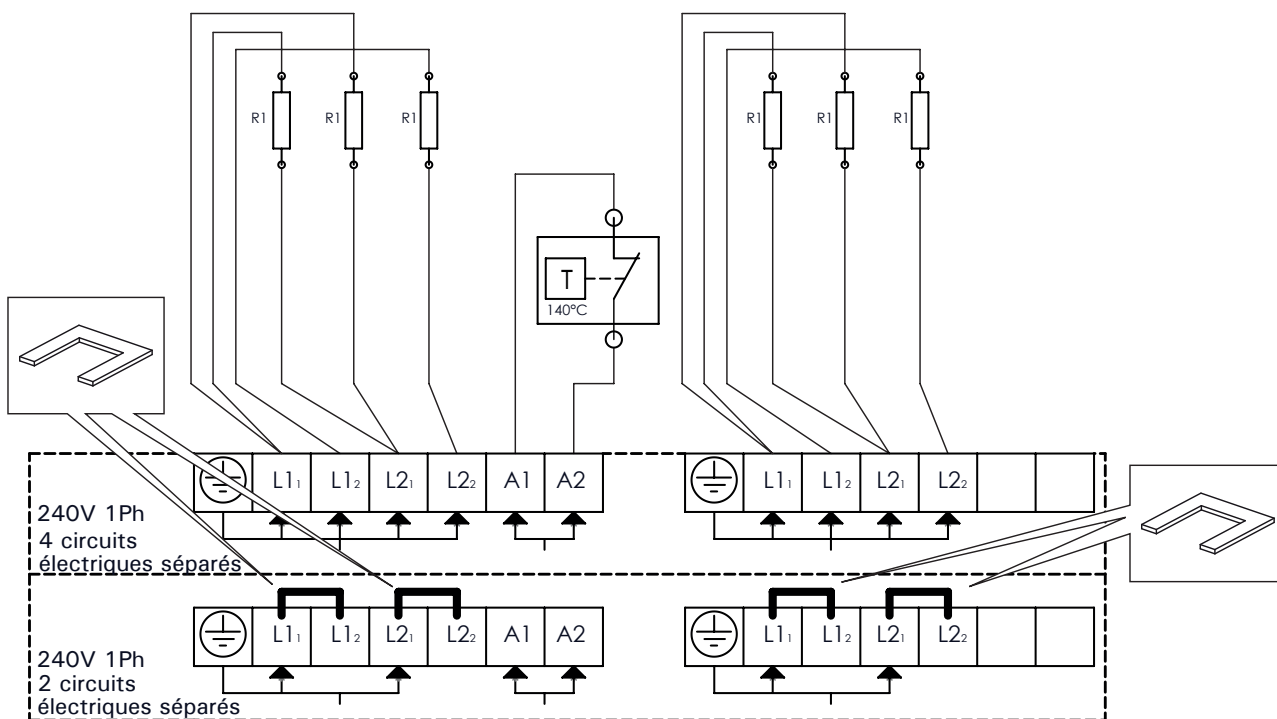 R1 R1 R1 R1 R1 R1
T
140°C
L1₁ L1₂ L2₁ L2₂ A1 A2 L1₁ L1₂ L2₁ L2₂
240V 1Ph
4 circuits
électriques séparés
L1₁ L1₂ L2₁ L2₂ A1 A2 L1₁ L1₂ L2₁ L2₂
240V 1Ph
2 circuits
électriques séparés